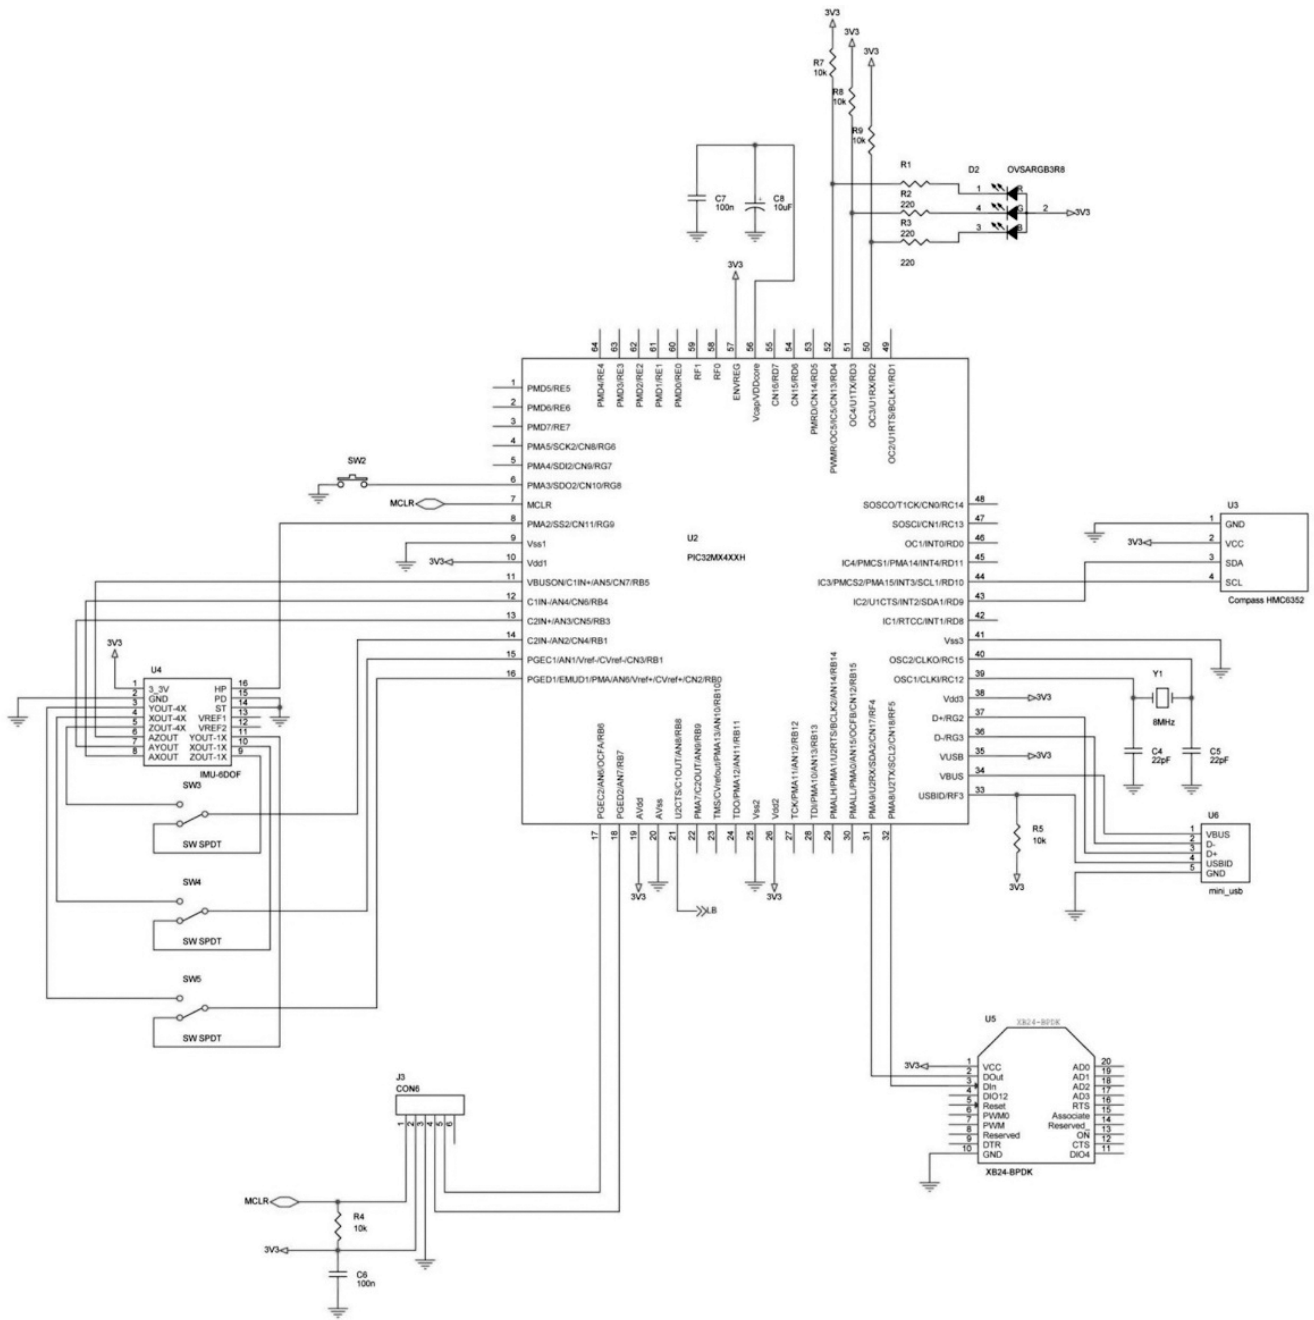 3V3
3V3
3V3
R7
10k
R8
10k
R9
10k
R1
D2
OVSARGB3R8
1
R
R2
220
4
G
2
3V3
R3
220
3
B
220
C7
100n
C8
10uF
3V3
64
63
62
61
60
59
58
57
56
55
54
53
52
51
50
49
PMD4/RE4
PMD3/RE3
PMD2/RE2
PMD1/RE1
PMD0/RE0
RF1
RF0
ENVREG
Vcap/VDDcore
CN16/RD7
CN15/RD6
PMRD/CN14/RD5
PWMR/OC5/IC5/CN13/RD4
OC4/U1TX/RD3
OC3/U1RX/RD2
OC2/U1RTS/BCLK1/RD1
1 PMD5/RE5
2 PMD6/RE6
3 PMD7/RE7
4 PMA5/SCK2/CN8/RG6
5 PMA4/SDI2/CN9/RG7
SW2
6 PMA3/SDO2/CN10/RG8
MCLR
7 MCLR
8 PMA2/SS2/CN11/RG9
9 Vss1
3V3
10 Vdd1
11 VBUSON/C1IN+/AN5/CN7/RB5
12 C1IN-/AN4/CN6/RB4
13 C2IN+/AN3/CN5/RB3
14 C2IN-/AN2/CN4/RB1
15 PGEC1/AN1/Vref-/CVref-/CN3/RB1
16 PGED1/EMUD1/PMA/AN6/Vref+/CVref+/CN2/RB0
U2
PIC32MX4XXH
SOSCO/T1CK/CN0/RC14 48
SOSCI/CN1/RC13 47
OC1/INT0/RD0 46
IC4/PMCS1/PMA14/INT4/RD11 45
IC3/PMCS2/PMA15/INT3/SCL1/RD10 44
IC2/U1CTS/INT2/SDA1/RD9 43
IC1/RTCC/INT1/RD8 42
Vss3 41
OSC2/CLKO/RC15 40
OSC1/CLKI/RC12 39
Vdd3 38 3V3
D+/RG2 37
D-/RG3 36
VUSB 35 3V3
VBUS 34
USBID/RF3 33
U3
1 GND
3V3 2 VCC
3 SDA
4 SCL
Compass HMC6352
Y1
8MHz
C4
22pF
C5
22pF
U6
1 VBUS
2 D-
3 D+
4 USBID
5 GND
mini_usb
R5
10k
3V3
3V3
U4
1 3_3V HP 16
2 GND PD 15
3 YOUT-4X ST 14
4 XOUT-4X VREF1 13
5 ZOUT-4X VREF2 12
6 AZOUT YOUT-1X 11
7 AYOUT XOUT-1X 10
8 AXOUT ZOUT-1X 9
IMU-6DOF
SW3
SW SPDT
SW4
SW SPDT
SW5
SW SPDT
PGEC2/AN6/OCFA/RB6
PGED2/AN7/RB7
AVdd
AVss
U2CTS/C1OUT/AN8/RB8
PMA7/C2OUT/AN9/RB9
TMS/CVrefout/PMA13/AN10/RB10
TDO/PMA12/AN11/RB11
Vss2
Vdd2
TCK/PMA11/AN12/RB12
TDI/PMA10/AN13/RB13
PMALH/PMA1/U2RTS/BCLK2/AN14/RB14
PMALL/PMA0/AN15/OCFB/CN12/RB15
PMA9/U2RX/SDA2/CN17/RF4
PMA8/U2TX/SCL2/CN18/RF5
17
18
19
20
21
22
23
24
25
26
27
28
29
30
31
32
3V3
LB
3V3
U5
XB24-BPDK
3V3
1 VCC AD0 20
2 DOut AD1 19
3 DIn AD2 18
4 DIO12 AD3 17
5 Reset RTS 16
6 PWM0 Associate 15
7 PWM Reserved_ 14
8 Reserved ON 13
9 DTR CTS 12
10 GND DIO4 11
XB24-BPDK
J3
CON6
1
2
3
4
5
6
MCLR
R4
10k
3V3
C6
100n